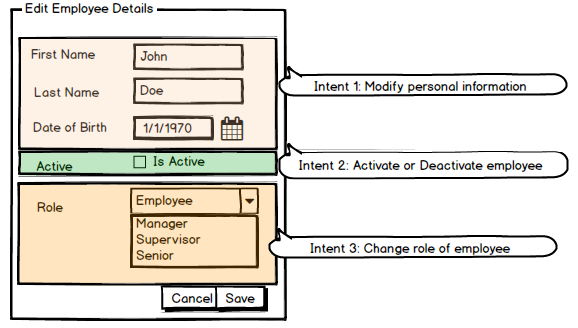 Edit Employee Details
First Name
John
Intent 1: Modify personal information
Last Name
Doe
Date of Birth
1/1/1970
Active
Is Active
Intent 2: Activate or Deactivate employee
Role
Employee
Manager
Supervisor
Senior
Intent 3: Change role of employee
Cancel
Save